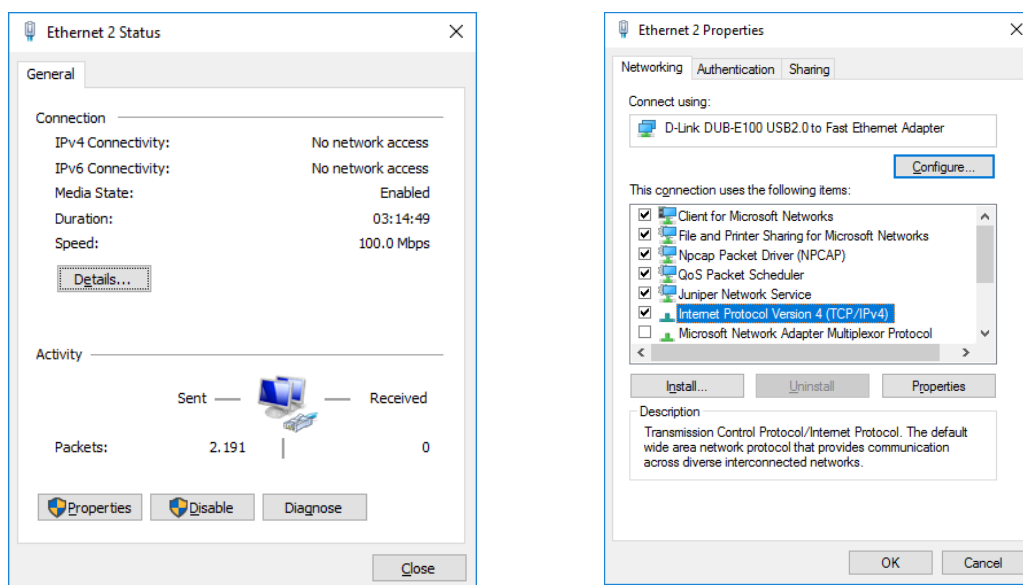 Ethernet 2 Status
General
Connection
IPv4 Connectivity: No network access
IPv6 Connectivity: No network access
Media State: Enabled
Duration: 03:14:49
Speed: 100.0 Mbps
Details...
Activity
Sent Received
Packets: 2.191 0
Properties Disable Diagnose
Close
Ethernet 2 Properties
Networking Authentication Sharing
Connect using:
D-Link DUB-E100 USB2.0 to Fast Ethernet Adapter
Configure...
This connection uses the following items:
Client for Microsoft Networks
File and Printer Sharing for Microsoft Networks
Npcap Packet Driver (NPCAP)
QoS Packet Scheduler
Juniper Network Service
Internet Protocol Version 4 (TCP/IPv4)
Microsoft Network Adapter Multiplexor Protocol
Install... Uninstall Properties
Description
Transmission Control Protocol/Internet Protocol. The default
wide area network protocol that provides communication
across diverse interconnected networks.
OK Cancel